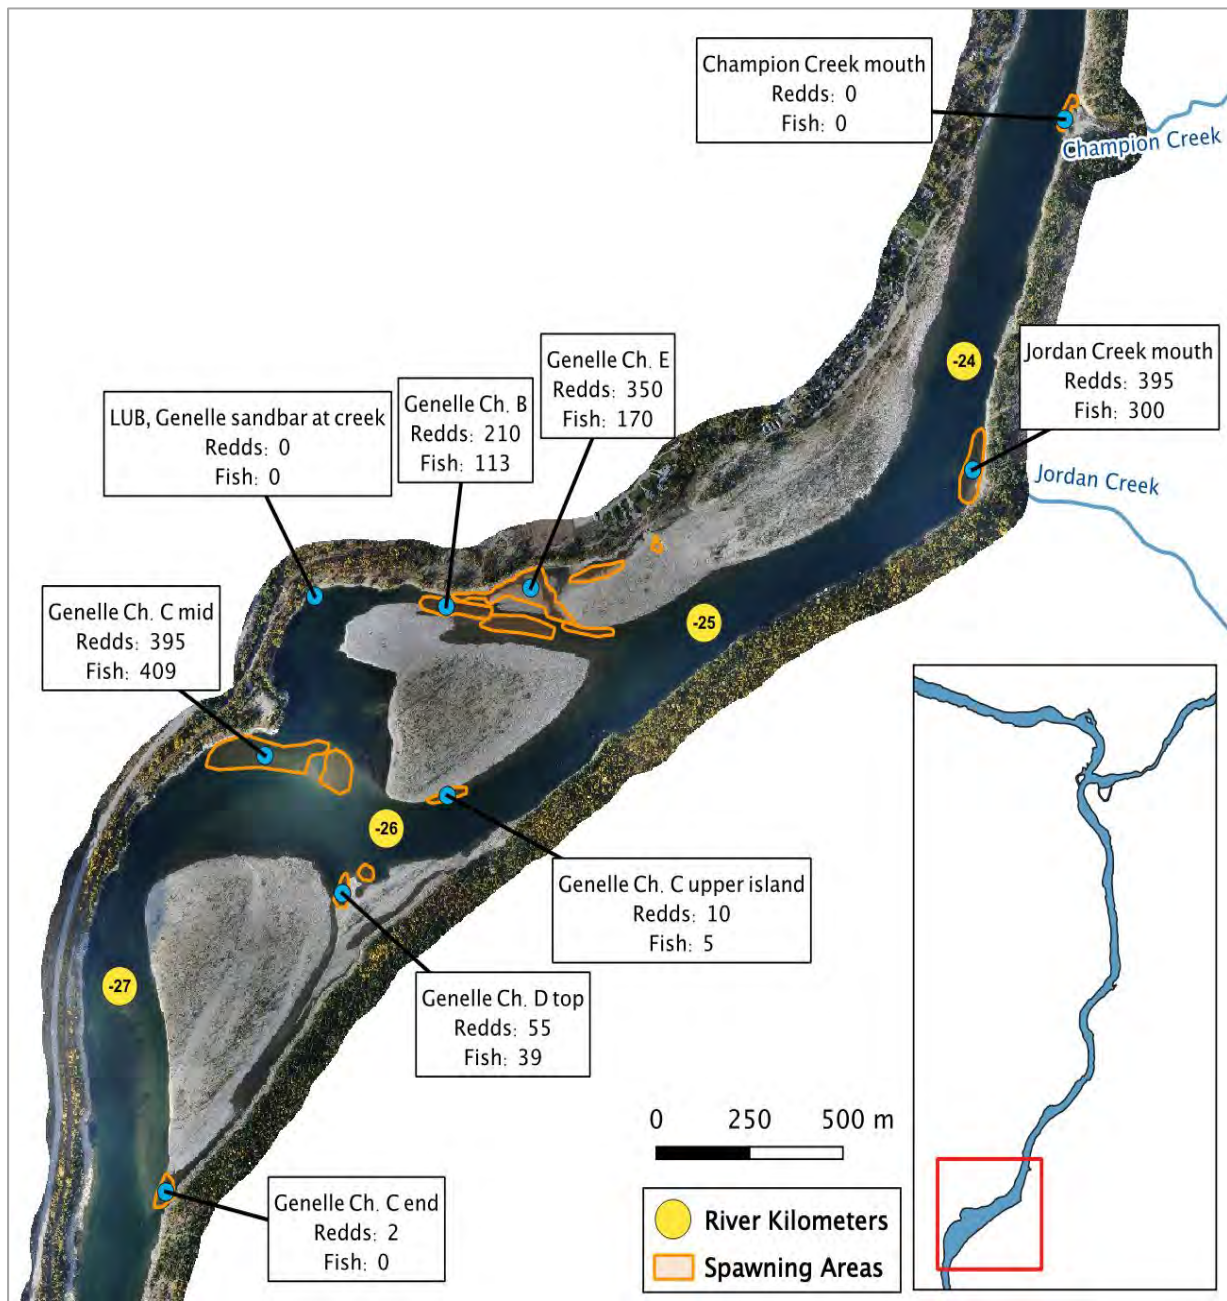 Champion Creek mouth
Redds: 0
Fish: 0
Champion Creek
-24
Jordan Creek mouth
Redds: 395
Fish: 300
Jordan Creek
Genelle Ch. E
Redds: 350
Fish: 170
Genelle Ch. B
Redds: 210
Fish: 113
LUB, Genelle sandbar at creek
Redds: 0
Fish: 0
-25
Genelle Ch. C mid
Redds: 395
Fish: 409
-26
Genelle Ch. C upper island
Redds: 10
Fish: 5
-27
Genelle Ch. D top
Redds: 55
Fish: 39
Genelle Ch. C end
Redds: 2
Fish: 0
0 250 500 m
River Kilometers
Spawning Areas